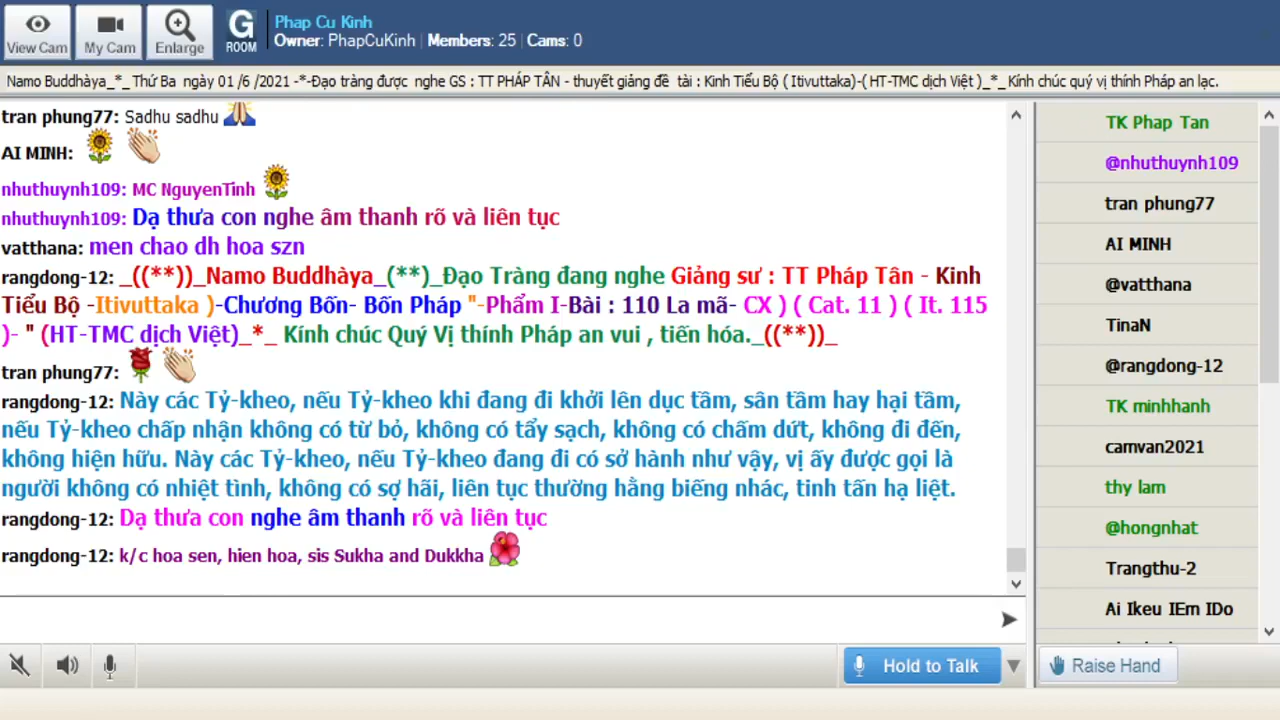 View Cam
My Cam
Enlarge
G
ROOM
Phap Cu Kinh
Owner: PhapCuKinh | Members: 25 | Cams: 0
Namo Buddhàya_*_Thứ Ba ngày 01 /6 /2021 -*-Đạo tràng được nghe GS : TT PHÁP TÂN - thuyết giảng đề tài : Kinh Tiểu Bộ ( Itivuttaka)-( HT-TMC dịch Việt )_*_Kính chúc quý vị thính Pháp an lạc.
tran phung77: Sadhu sadhu
AI MINH:
nhuthuynh109: MC NguyenTinh
nhuthuynh109: Dạ thưa con nghe âm thanh rõ và liên tục
vatthana: men chao dh hoa szn
rangdong-12: _((**))_Namo Buddhàya_(**)_Đạo Tràng đang nghe Giảng sư : TT Pháp Tân - Kinh
Tiểu Bộ -Itivuttaka )-Chương Bốn- Bốn Pháp "-Phẩm I-Bài : 110 La mã- CX ) ( Cat. 11 ) ( It. 115
)- " (HT-TMC dịch Việt)_*_ Kính chúc Quý Vị thính Pháp an vui , tiến hóa._((**))_
tran phung77:
rangdong-12: Này các Tỷ-kheo, nếu Tỷ-kheo khi đang đi khởi lên dục tầm, sân tầm hay hại tầm,
nếu Tỷ-kheo chấp nhận không có từ bỏ, không có tẩy sạch, không có chấm dứt, không đi đến,
không hiện hữu. Này các Tỷ-kheo, nếu Tỷ-kheo đang đi có sở hành như vậy, vị ấy được gọi là
người không có nhiệt tình, không có sợ hãi, liên tục thường hằng biếng nhác, tinh tấn hạ liệt.
rangdong-12: Dạ thưa con nghe âm thanh rõ và liên tục
rangdong-12: k/c hoa sen, hien hoa, sis Sukha and Dukkha
TK Phap Tan
@nhuthuynh109
tran phung77
AI MINH
@vatthana
TinaN
@rangdong-12
TK minhhanh
camvan2021
thy lam
@hongnhat
Trangthu-2
Ai Ikeu IEm IDo
Hold to Talk
Raise Hand